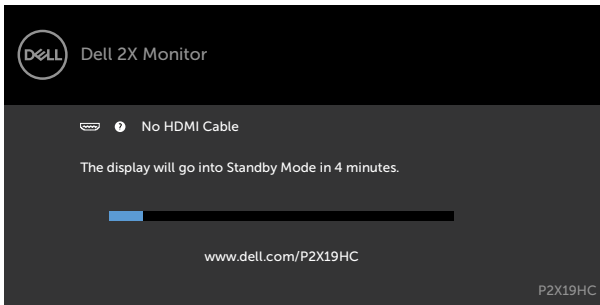 DELL
Dell 2X Monitor
? No HDMI Cable
The display will go into Standby Mode in 4 minutes.
www.dell.com/P2X19HC
P2X19HC